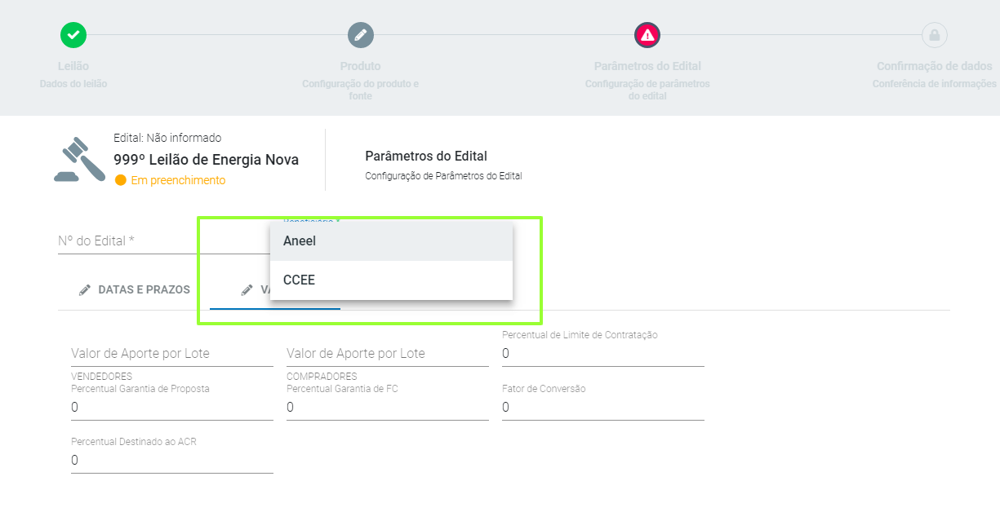 Leilão
Dados do leilão
Produto
Configuração do produto e
fonte
Parâmetros do Edital
Configuração de parâmetros
do edital
Confirmação de dados
Conferência de informações
Edital: Não informado
999º Leilão de Energia Nova
Em preenchimento
Parâmetros do Edital
Configuração de Parâmetros do Edital
Nº do Edital *
Beneficiário *
Aneel
CCEE
DATAS E PRAZOS
Percentual de Limite de Contratação
0
Valor de Aporte por Lote
VENDEDORES
Valor de Aporte por Lote
COMPRADORES
Percentual Garantia de Proposta
0
Percentual Garantia de FC
0
Fator de Conversão
0
Percentual Destinado ao ACR
0